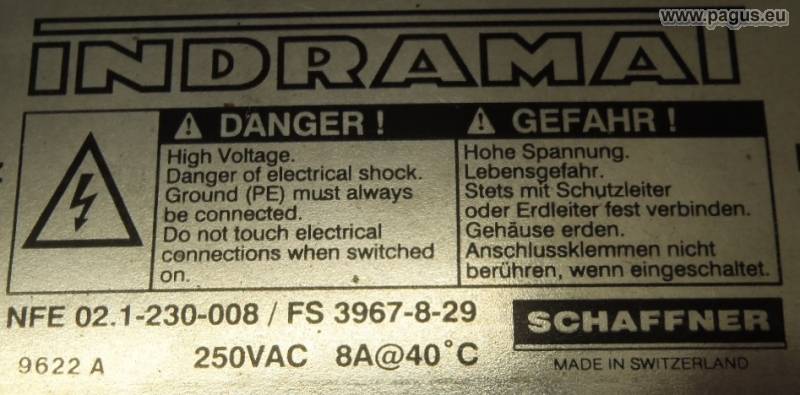 www.pagus.eu
INDRAMAT
DANGER !
High Voltage.
Danger of electrical shock.
Ground (PE) must always
be connected.
Do not touch electrical
connections when switched
on.
GEFAHR !
Hohe Spannung.
Lebensgefahr.
Stets mit Schutzleiter
oder Erdleiter fest verbinden.
Gehäuse erden.
Anschlussklemmen nicht
berühren, wenn eingeschaltet.
NFE 02.1-230-008 / FS 3967-8-29
9622 A
250VAC 8A@40°C
SCHAFFNER
MADE IN SWITZERLAND